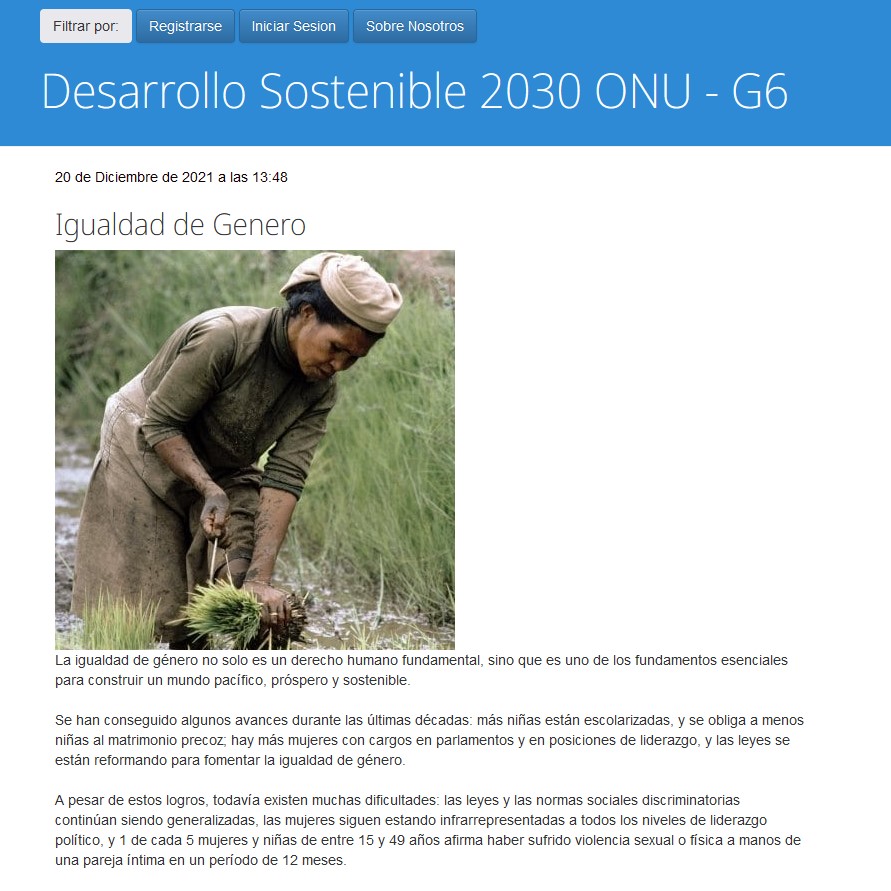 Filtrar por: Registrarse Iniciar Sesion Sobre Nosotros
Desarrollo Sostenible 2030 ONU - G6
20 de Diciembre de 2021 a las 13:48
Igualdad de Genero
La igualdad de género no solo es un derecho humano fundamental, sino que es uno de los fundamentos esenciales
para construir un mundo pacífico, próspero y sostenible.
Se han conseguido algunos avances durante las últimas décadas: más niñas están escolarizadas, y se obliga a menos
niñas al matrimonio precoz; hay más mujeres con cargos en parlamentos y en posiciones de liderazgo, y las leyes se
están reformando para fomentar la igualdad de género.
A pesar de estos logros, todavía existen muchas dificultades: las leyes y las normas sociales discriminatorias
continúan siendo generalizadas, las mujeres siguen estando infrarrepresentadas a todos los niveles de liderazgo
político, y 1 de cada 5 mujeres y niñas de entre 15 y 49 años afirma haber sufrido violencia sexual o física a manos de
una pareja íntima en un período de 12 meses.